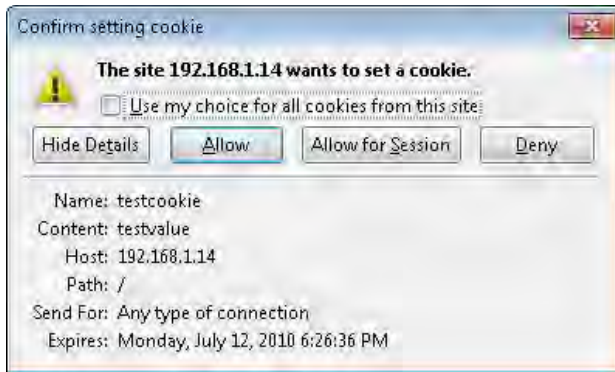 Confirm setting cookie
The site 192.168.1.14 wants to set a cookie.
Use my choice for all cookies from this site
Hide Details Allow Allow for Session Deny
Name: testcookie
Content: testvalue
Host: 192.168.1.14
Path: /
Send For: Any type of connection
Expires: Monday, July 12, 2010 6:26:36 PM